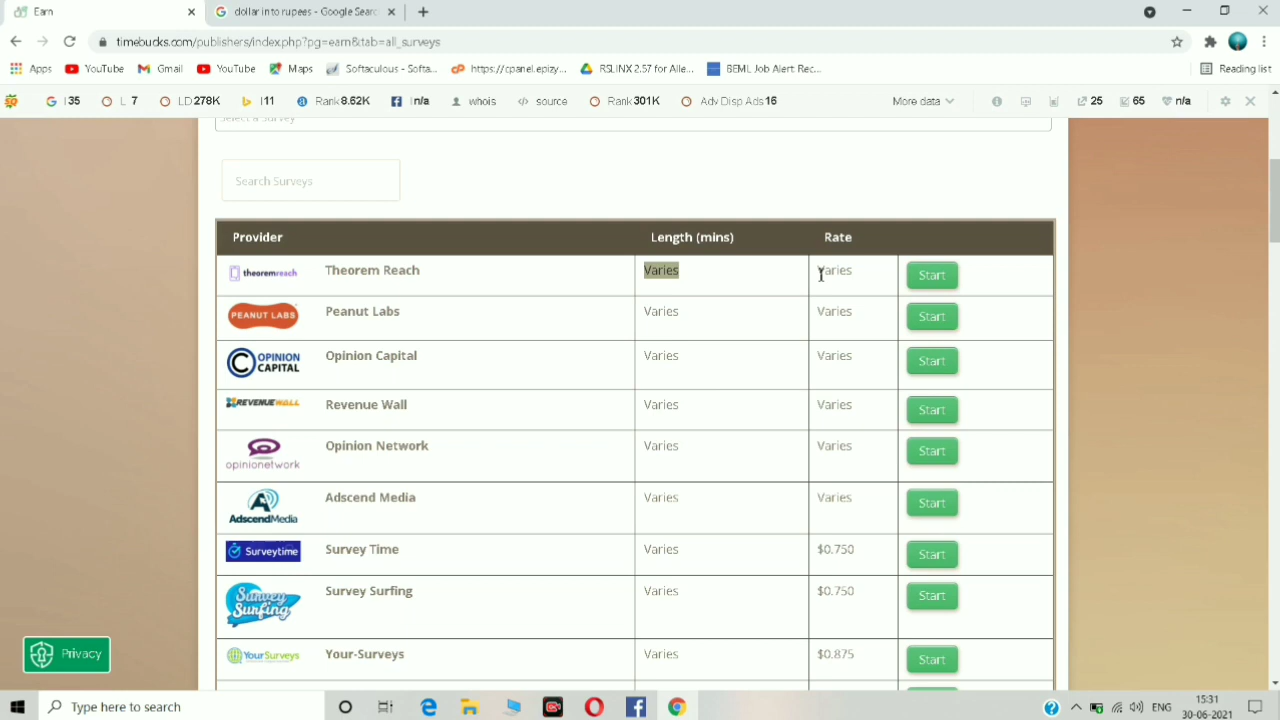 Earn
dollar into rupees - Google Searc
timebucks.com/publishers/index.php?pg=earn&tab=all_surveys
Apps YouTube Gmail YouTube Maps Softaculous - Softa... https://cpanel.epizy... RSLINX 2.57 for Alle... BEML Job Alert Rec... Reading list
I 35 L 7 LD 278K I 11 Rank 8.62K I n/a whois source Rank 301K Adv Disp Ads 16 More data 25 65 n/a
Select a Survey
Search Surveys
Provider Length (mins) Rate
theoremreach Theorem Reach Varies Varies Start
PEANUT LABS Peanut Labs Varies Varies Start
OPINION CAPITAL Opinion Capital Varies Varies Start
REVENUEWALL Revenue Wall Varies Varies Start
opinionetwork Opinion Network Varies Varies Start
AdscendMedia Adscend Media Varies Varies Start
Surveytime Survey Time Varies $0.750 Start
Survey Surfing Survey Surfing Varies $0.750 Start
YourSurveys Your-Surveys Varies $0.875 Start
Privacy
Type here to search
ENG
15:31
30-06-2021